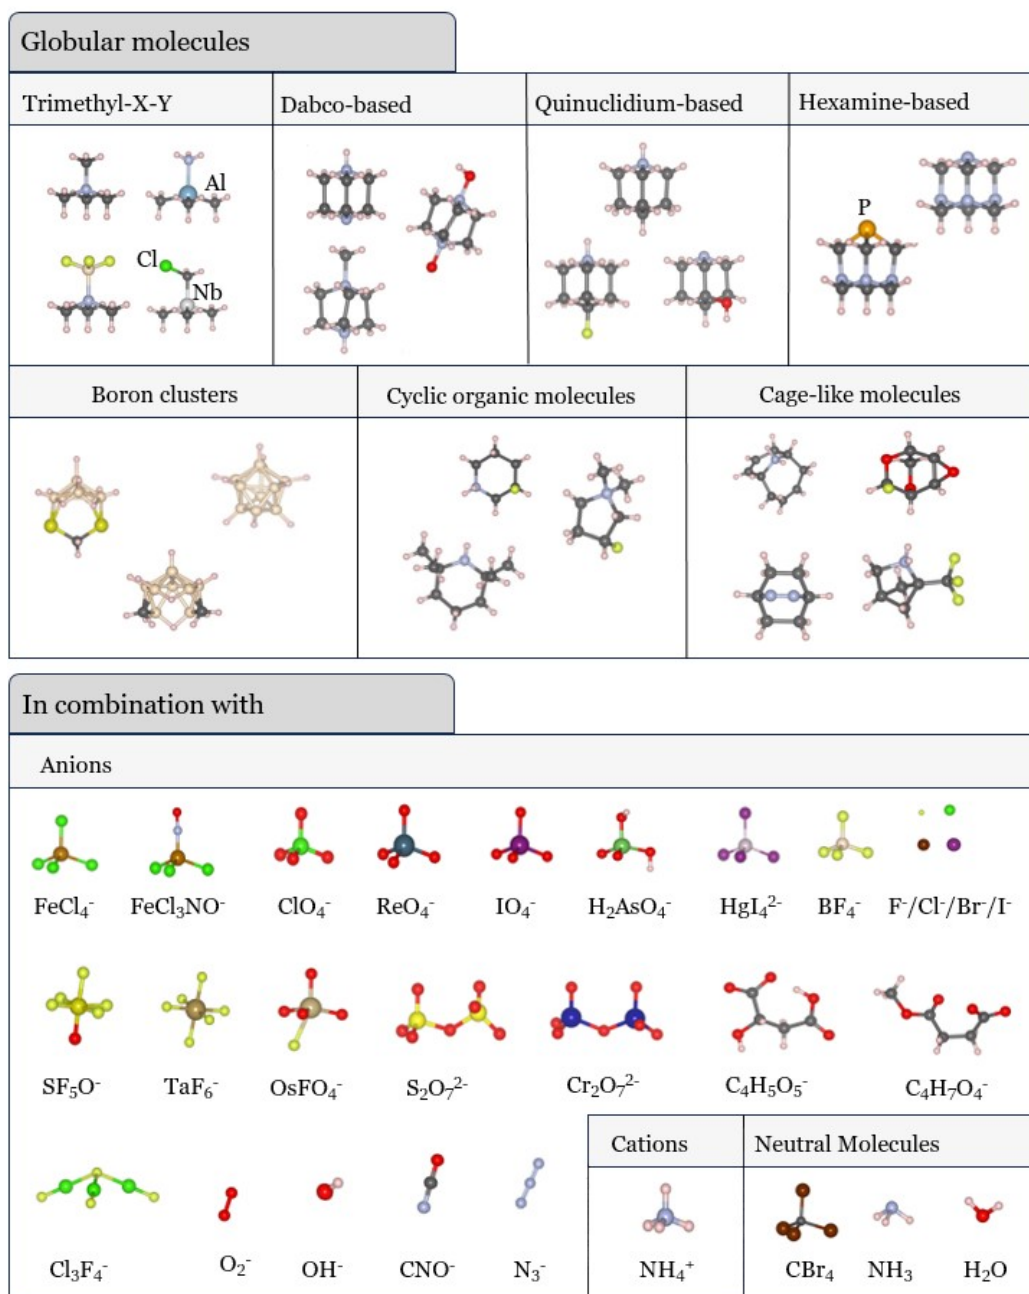 Globular molecules
Trimethyl-X-Y Dabco-based Quinuclidium-based Hexamine-based
Al
P
Cl
Nb
Boron clusters Cyclic organic molecules Cage-like molecules
In combination with
Anions
FeCl₄⁻ FeCl₃NO⁻ ClO₄⁻ ReO₄⁻ IO₄⁻ H₂AsO₄⁻ HgI₄²⁻ BF₄⁻ F⁻/Cl⁻/Br⁻/I⁻
SF₅O⁻ TaF₆⁻ OsFO₄⁻ S₂O₇²⁻ Cr₂O₇²⁻ C₄H₅O₅⁻ C₄H₇O₄⁻
Cations Neutral Molecules
Cl₃F₄⁻ O₂⁻ OH⁻ CNO⁻ N₃⁻ NH₄⁺ CBr₄ NH₃ H₂O